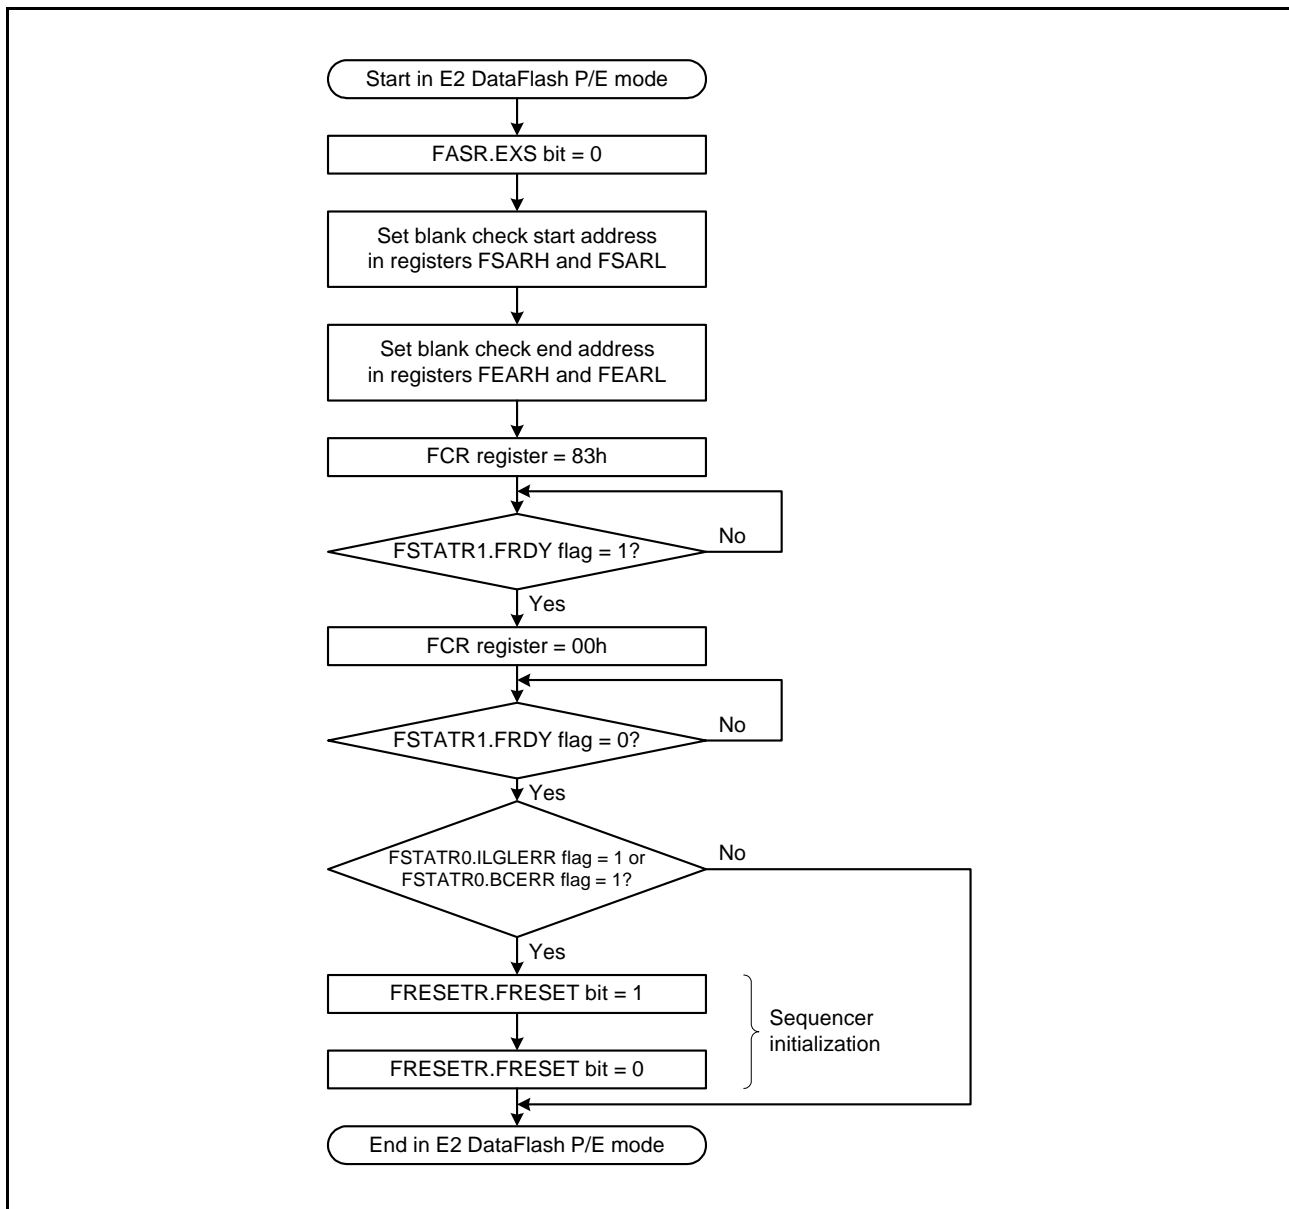 Start in E2 DataFlash P/E mode
FASR.EXS bit = 0
Set blank check start address
in registers FSARH and FSARL
Set blank check end address
in registers FEARH and FEARL
FCR register = 83h
FSTATR1.FRDY flag = 1?
No
Yes
FCR register = 00h
FSTATR1.FRDY flag = 0?
No
Yes
FSTATR0.ILGLERR flag = 1 or
FSTATR0.BCERR flag = 1?
No
Yes
FRESETR.FRESET bit = 1
FRESETR.FRESET bit = 0
Sequencer
initialization
End in E2 DataFlash P/E mode